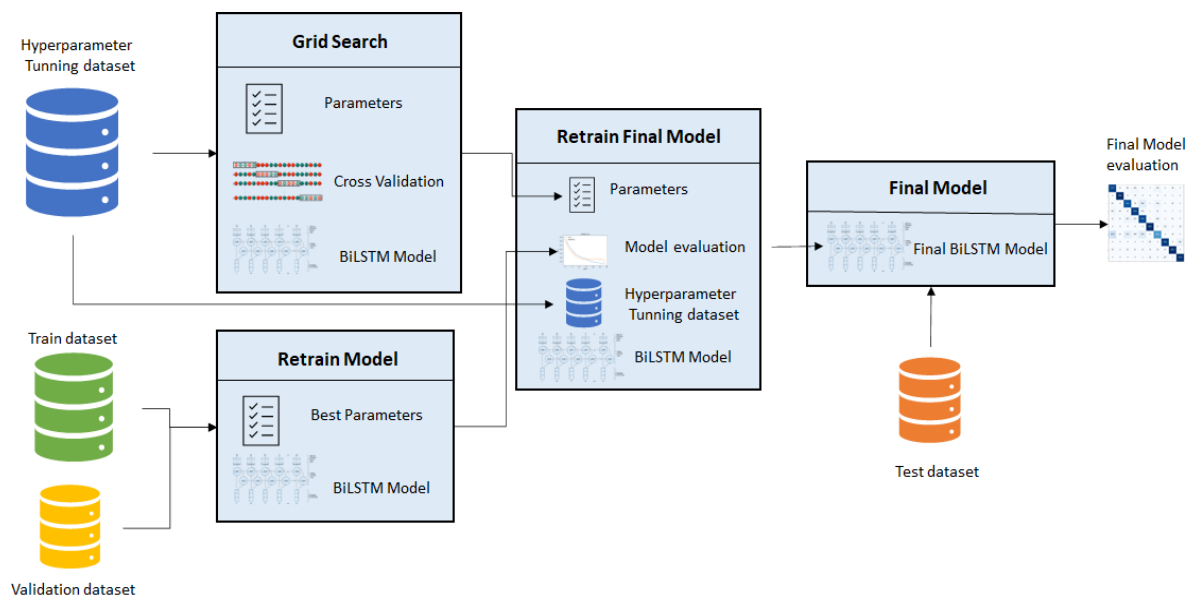 Hyperparameter
Tunning dataset
Grid Search
Parameters
Cross Validation
BiLSTM Model
Train dataset
Validation dataset
Retrain Model
Best Parameters
BiLSTM Model
Retrain Final Model
Parameters
Model evaluation
Hyperparameter
Tunning dataset
BiLSTM Model
Final Model
Final BiLSTM Model
Test dataset
Final Model
evaluation